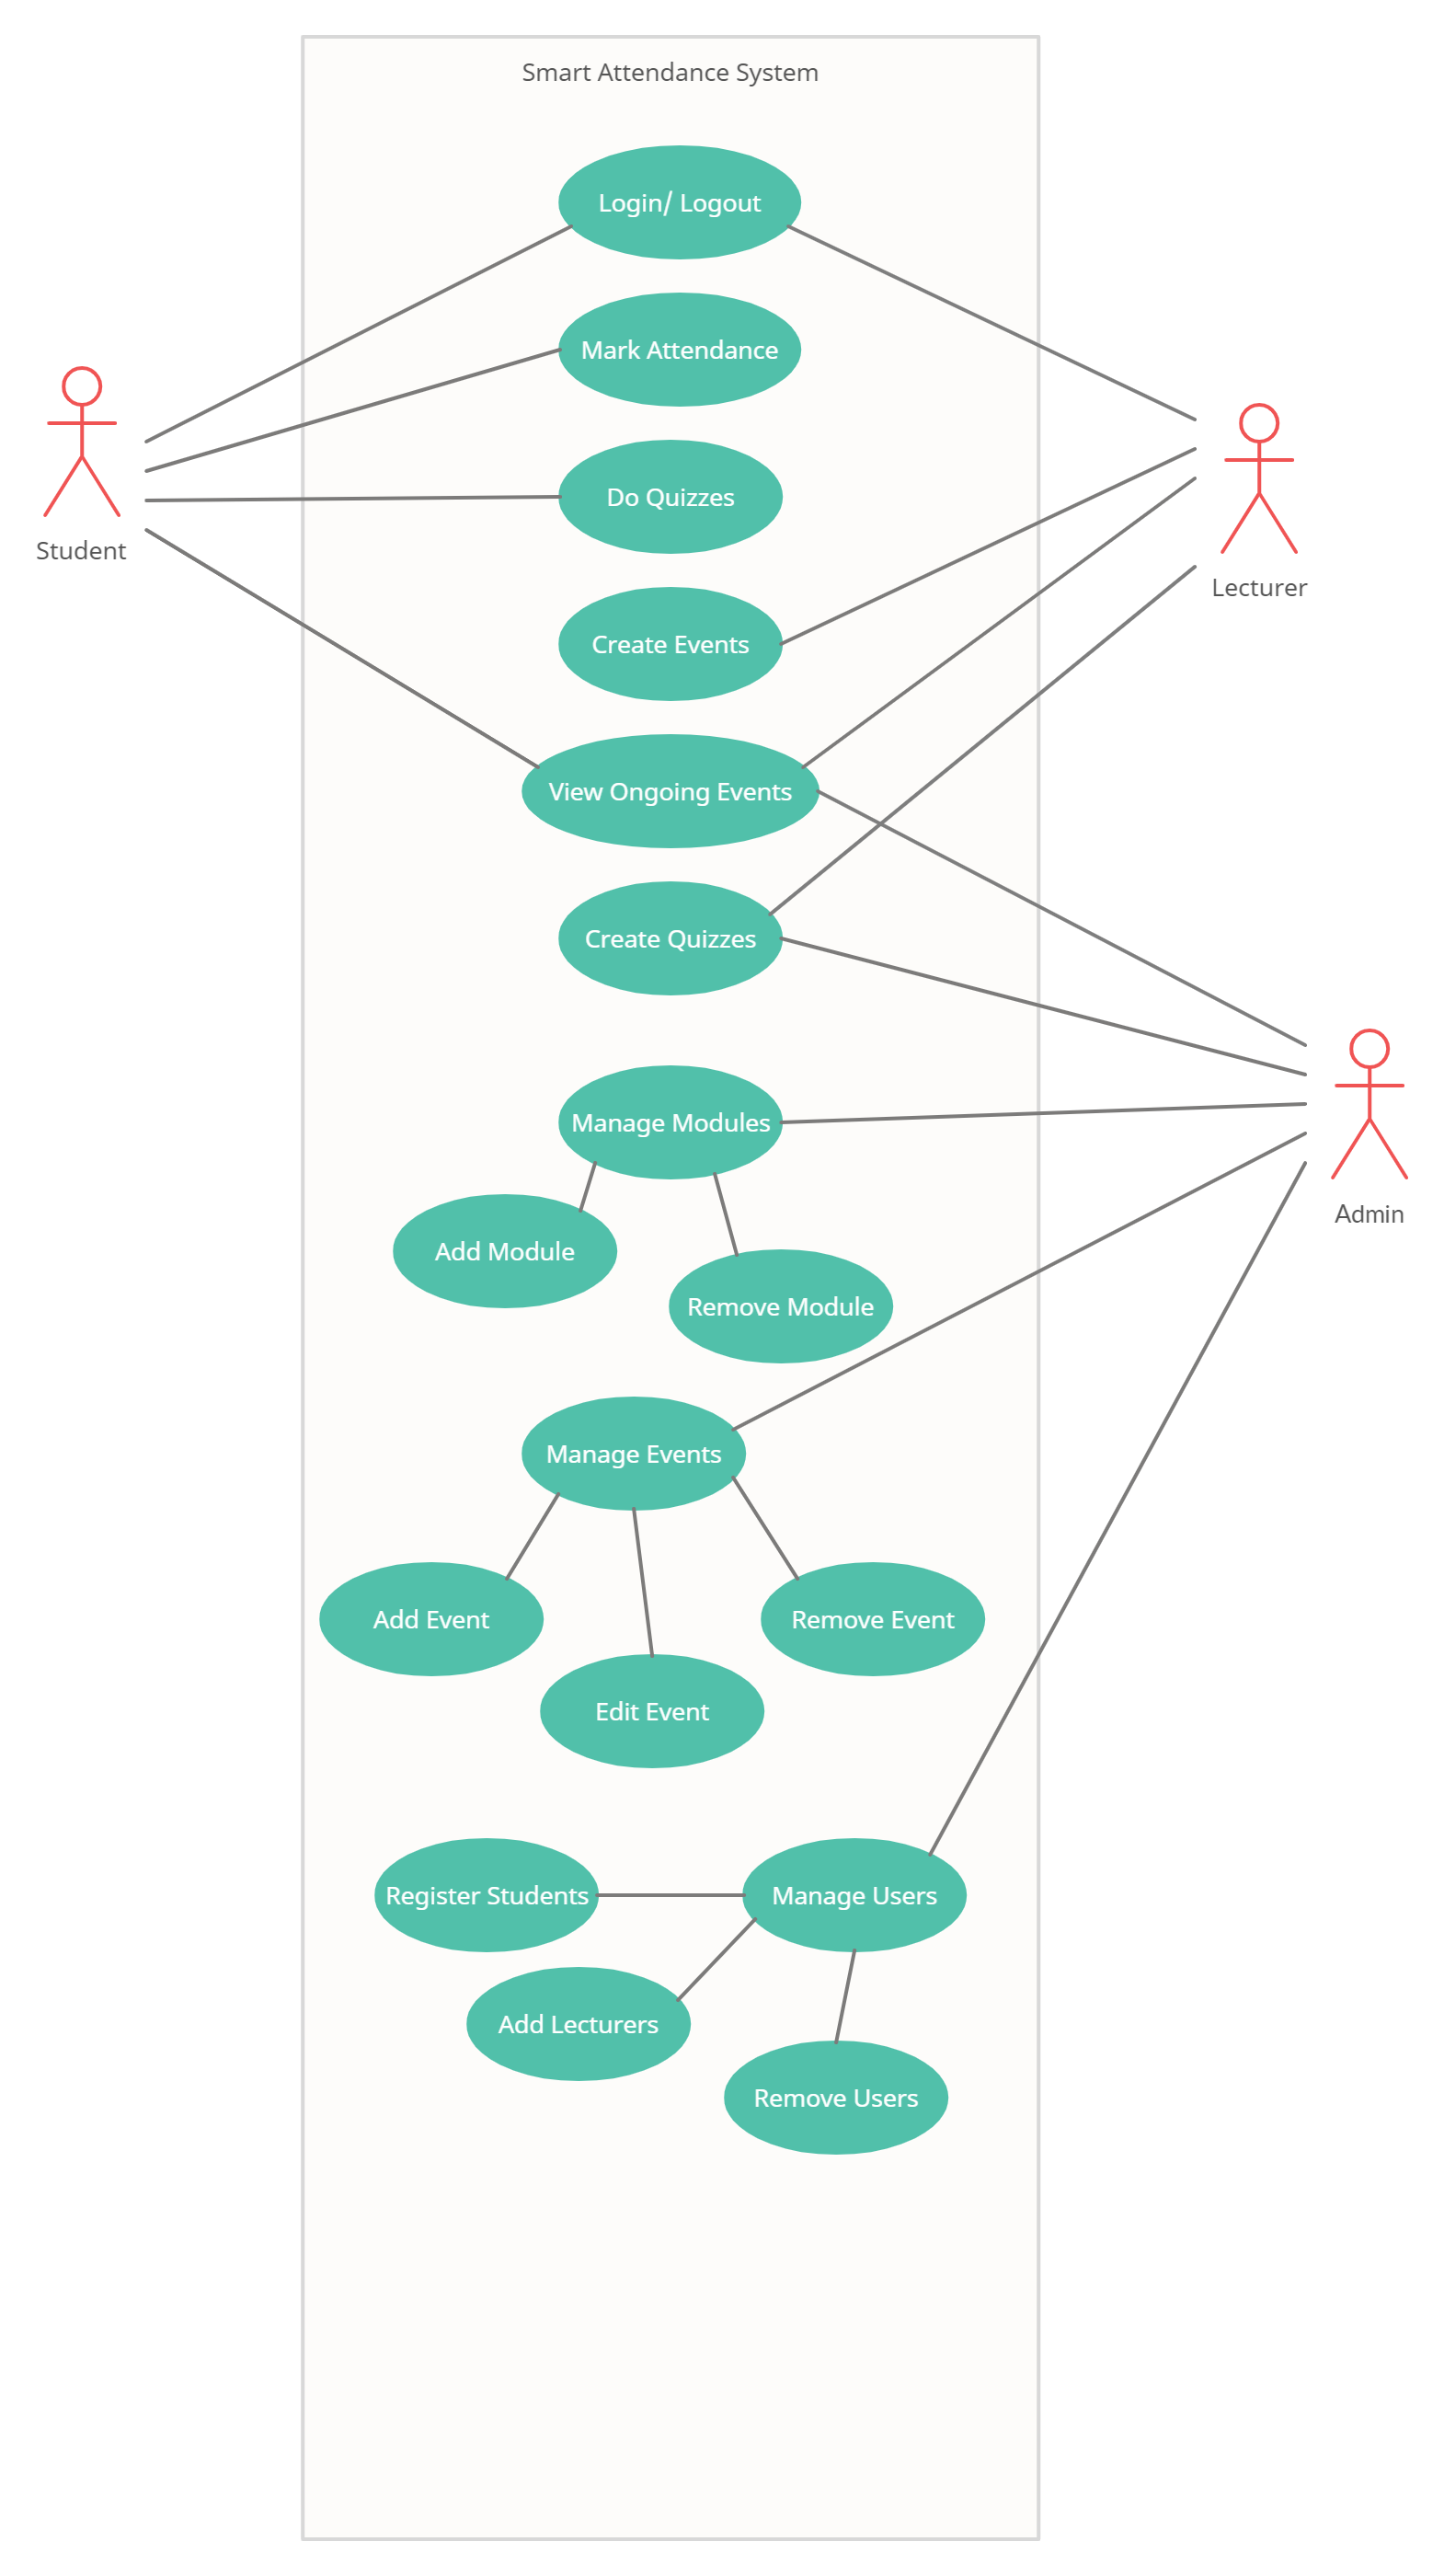 Smart Attendance System
Login/ Logout
Mark Attendance
Do Quizzes
Student
Lecturer
Create Events
View Ongoing Events
Create Quizzes
Manage Modules
Admin
Add Module
Remove Module
Manage Events
Add Event
Remove Event
Edit Event
Register Students
Manage Users
Add Lecturers
Remove Users